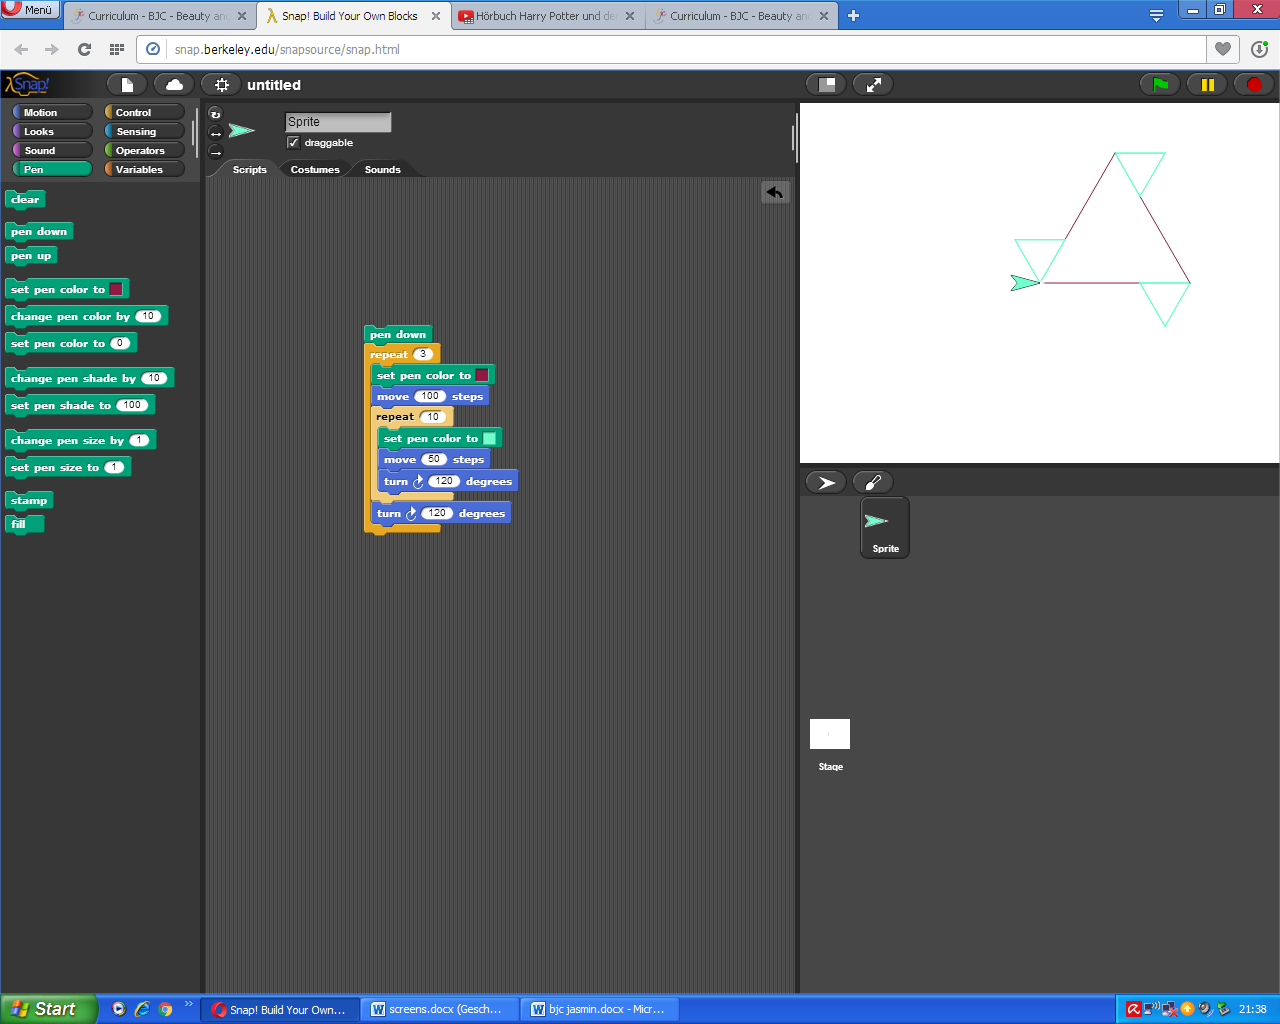 Menü
Curriculum - BJC - Beauty an
Snap! Build Your Own Blocks
Hörbuch Harry Potter und de
Curriculum - BJC - Beauty an
snap.berkeley.edu/snapsource/snap.html
Snap!
untitled
Motion
Control
Looks
Sensing
Sound
Operators
Pen
Variables
Sprite
draggable
Scripts
Costumes
Sounds
clear
pen down
pen up
set pen color to
change pen color by 10
set pen color to 0
change pen shade by 10
set pen shade to 100
change pen size by 1
set pen size to 1
stamp
fill
pen down
repeat 3
set pen color to
move 100 steps
repeat 10
set pen color to
move 50 steps
turn 120 degrees
turn 120 degrees
Sprite
Stage
Start
Snap! Build Your Own...
screens.docx (Gesch...
bjc jasmin.docx - Micr...
21:38